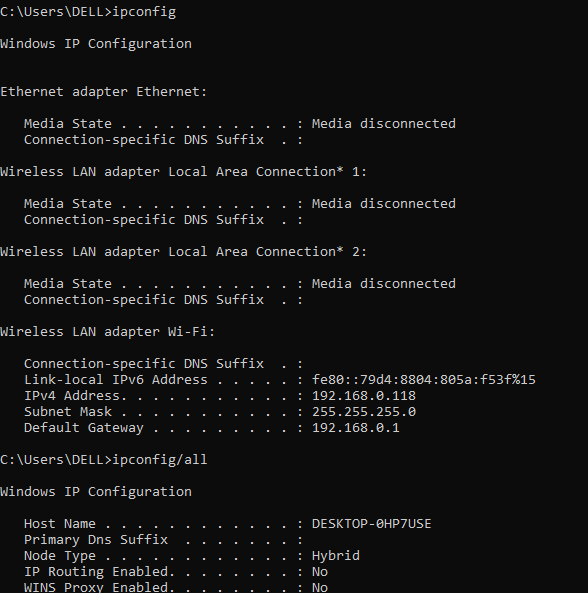 C:\Users\DELL>ipconfig
Windows IP Configuration
Ethernet adapter Ethernet:
Media State . . . . . . . . . . . : Media disconnected
Connection-specific DNS Suffix  . :
Wireless LAN adapter Local Area Connection* 1:
Media State . . . . . . . . . . . : Media disconnected
Connection-specific DNS Suffix  . :
Wireless LAN adapter Local Area Connection* 2:
Media State . . . . . . . . . . . : Media disconnected
Connection-specific DNS Suffix  . :
Wireless LAN adapter Wi-Fi:
Connection-specific DNS Suffix  . :
Link-local IPv6 Address . . . . . : fe80::79d4:8804:805a:f53f%15
IPv4 Address. . . . . . . . . . . : 192.168.0.118
Subnet Mask . . . . . . . . . . . : 255.255.255.0
Default Gateway . . . . . . . . . : 192.168.0.1
C:\Users\DELL>ipconfig/all
Windows IP Configuration
Host Name . . . . . . . . . . . . : DESKTOP-0HP7USE
Primary Dns Suffix  . . . . . . . :
Node Type . . . . . . . . . . . . : Hybrid
IP Routing Enabled. . . . . . . . : No
WINS Proxy Enabled. . . . . . . . : No